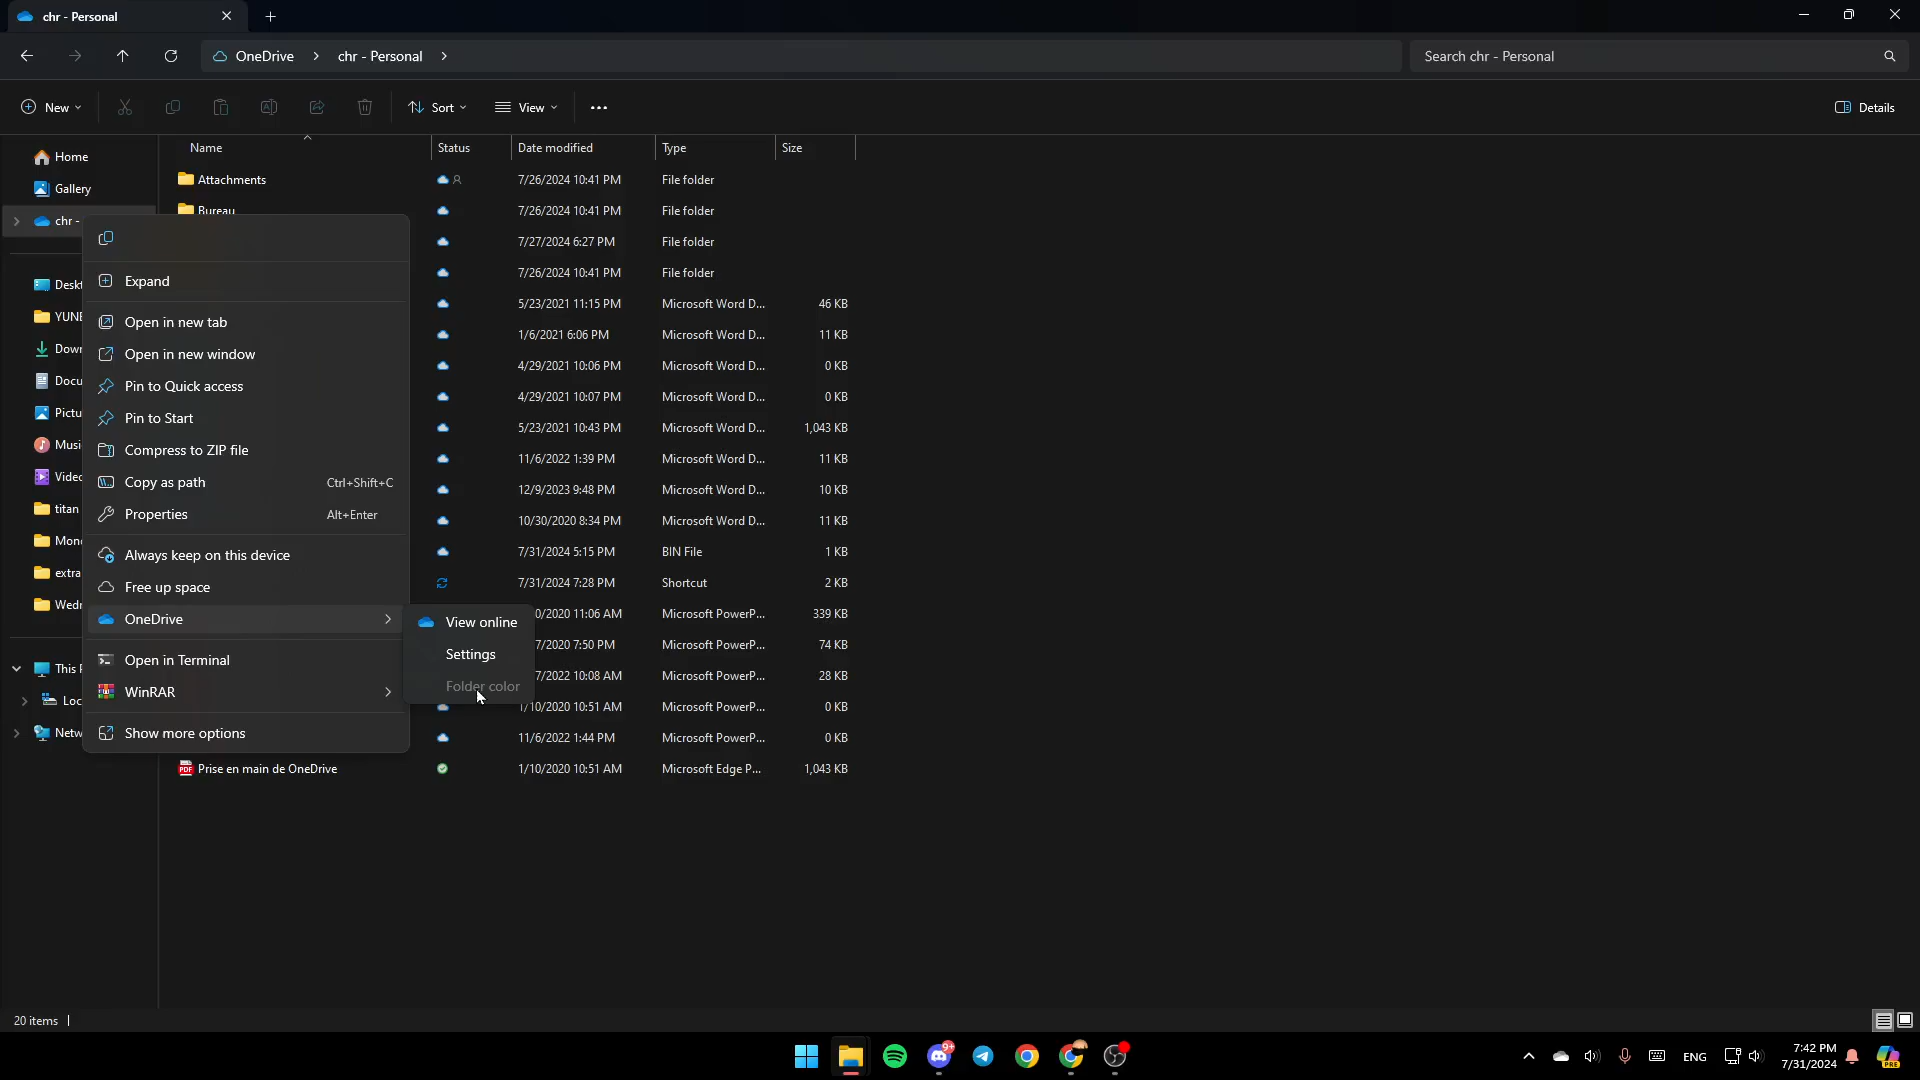 chr - Personal
OneDrive > chr - Personal >
Search chr - Personal
New
Sort
View
Details
Name Status Date modified Type Size
Home
Gallery
chr -
Desk
YUNE
Down
Docu
Pictu
Musi
Video
titan
extra
This
Loc
Netw
Attachments 7/26/2024 10:41 PM File folder
Bureau 7/26/2024 10:41 PM File folder
7/27/2024 6:27 PM File folder
7/26/2024 10:41 PM File folder
5/23/2021 11:15 PM Microsoft Word D... 46 KB
1/6/2021 6:06 PM Microsoft Word D... 11 KB
4/29/2021 10:06 PM Microsoft Word D... 0 KB
4/29/2021 10:07 PM Microsoft Word D... 0 KB
5/23/2021 10:43 PM Microsoft Word D... 1,043 KB
11/6/2022 1:39 PM Microsoft Word D... 11 KB
12/9/2023 9:48 PM Microsoft Word D... 10 KB
10/30/2020 8:34 PM Microsoft Word D... 11 KB
7/31/2024 5:15 PM BIN File 1 KB
7/31/2024 7:28 PM Shortcut 2 KB
0/2020 11:06 AM Microsoft PowerP... 339 KB
7/2020 7:50 PM Microsoft PowerP... 74 KB
7/2022 10:08 AM Microsoft PowerP... 28 KB
1/10/2020 10:51 AM Microsoft PowerP... 0 KB
11/6/2022 1:44 PM Microsoft PowerP... 0 KB
Prise en main de OneDrive 1/10/2020 10:51 AM Microsoft Edge P... 1,043 KB
Expand
Open in new tab
Open in new window
Pin to Quick access
Pin to Start
Compress to ZIP file
Copy as path Ctrl+Shift+C
Properties Alt+Enter
Always keep on this device
Free up space
OneDrive
Open in Terminal
WinRAR
Show more options
View online
Settings
Folder color
20 items
9+
ENG
7:42 PM
7/31/2024
PRE